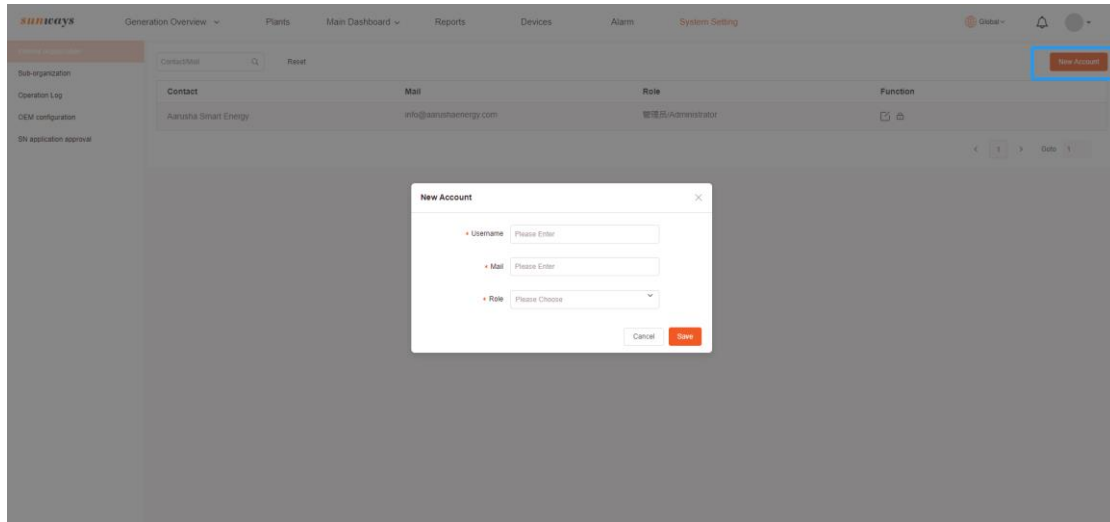 sunways Generation Overview Plants Main Dashboard Reports Devices Alarm System Setting Global
Contact/Mail Reset New Account
Sub-organization
Contact Mail Role Function
Operation Log
Aarusha Smart Energy info@aarushaenergy.com 管理员/Administrator
OEM configuration
SN application approval
1 Goto 1
New Account
* Username Please Enter
* Mail Please Enter
* Role Please Choose
Cancel Save